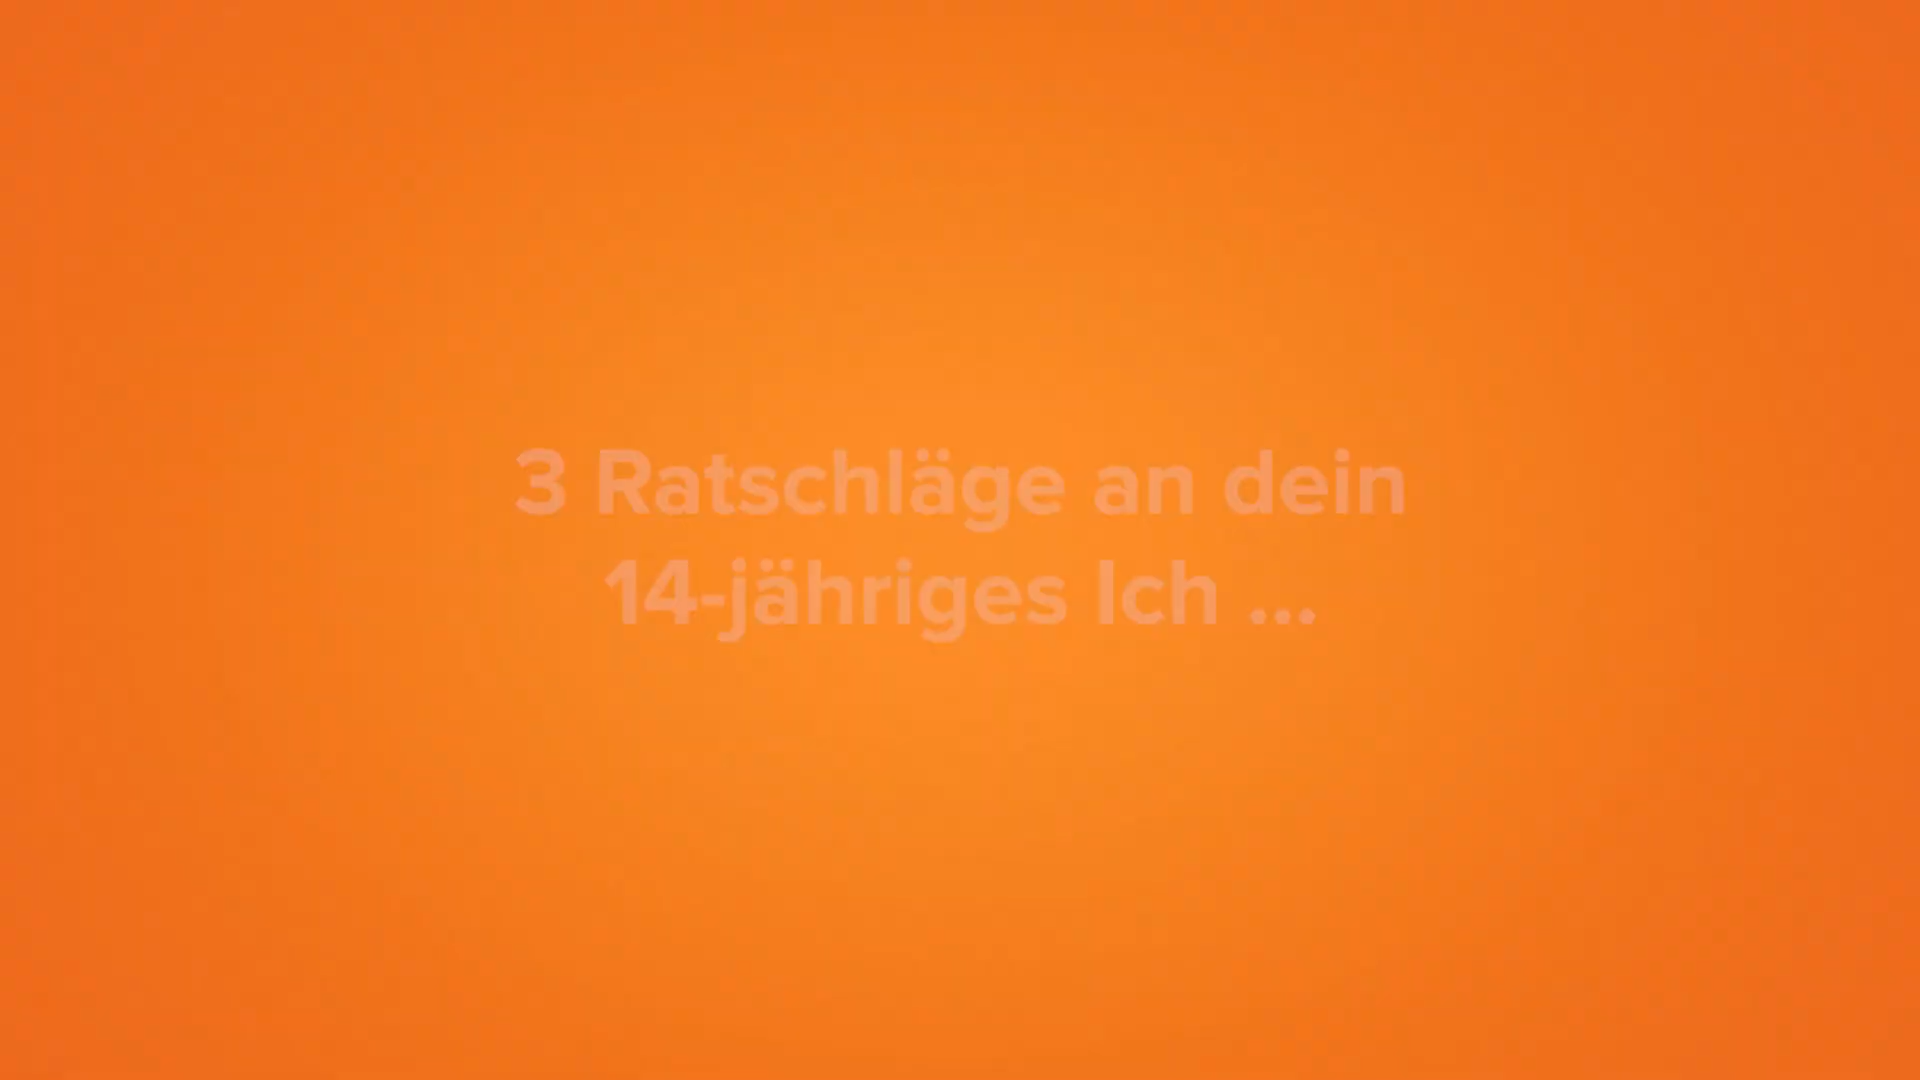 3 Ratschläge an dein
14-jähriges Ich ...